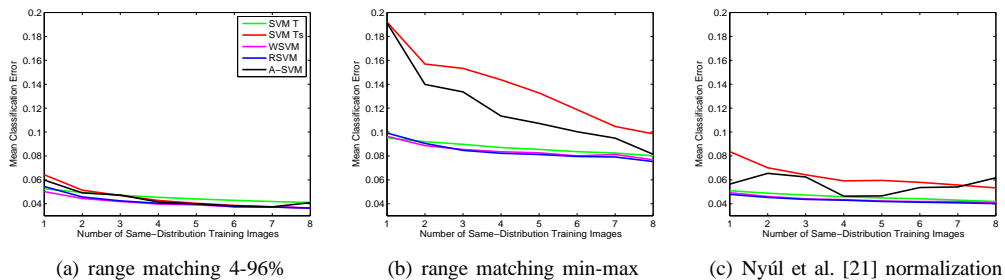 0.2
0.18
0.16
0.14
0.12
0.1
0.08
0.06
0.04
Mean Classification Error
1 2 3 4 5 6 7 8
Number of Same−Distribution Training Images
SVM T
SVM Ts
WSVM
RSVM
A−SVM
(a) range matching 4-96%
0.2
0.18
0.16
0.14
0.12
0.1
0.08
0.06
0.04
Mean Classification Error
1 2 3 4 5 6 7 8
Number of Same−Distribution Training Images
(b) range matching min-max
0.2
0.18
0.16
0.14
0.12
0.1
0.08
0.06
0.04
Mean Classification Error
1 2 3 4 5 6 7 8
Number of Same−Distribution Training Images
(c) Nyúl et al. [21] normalization